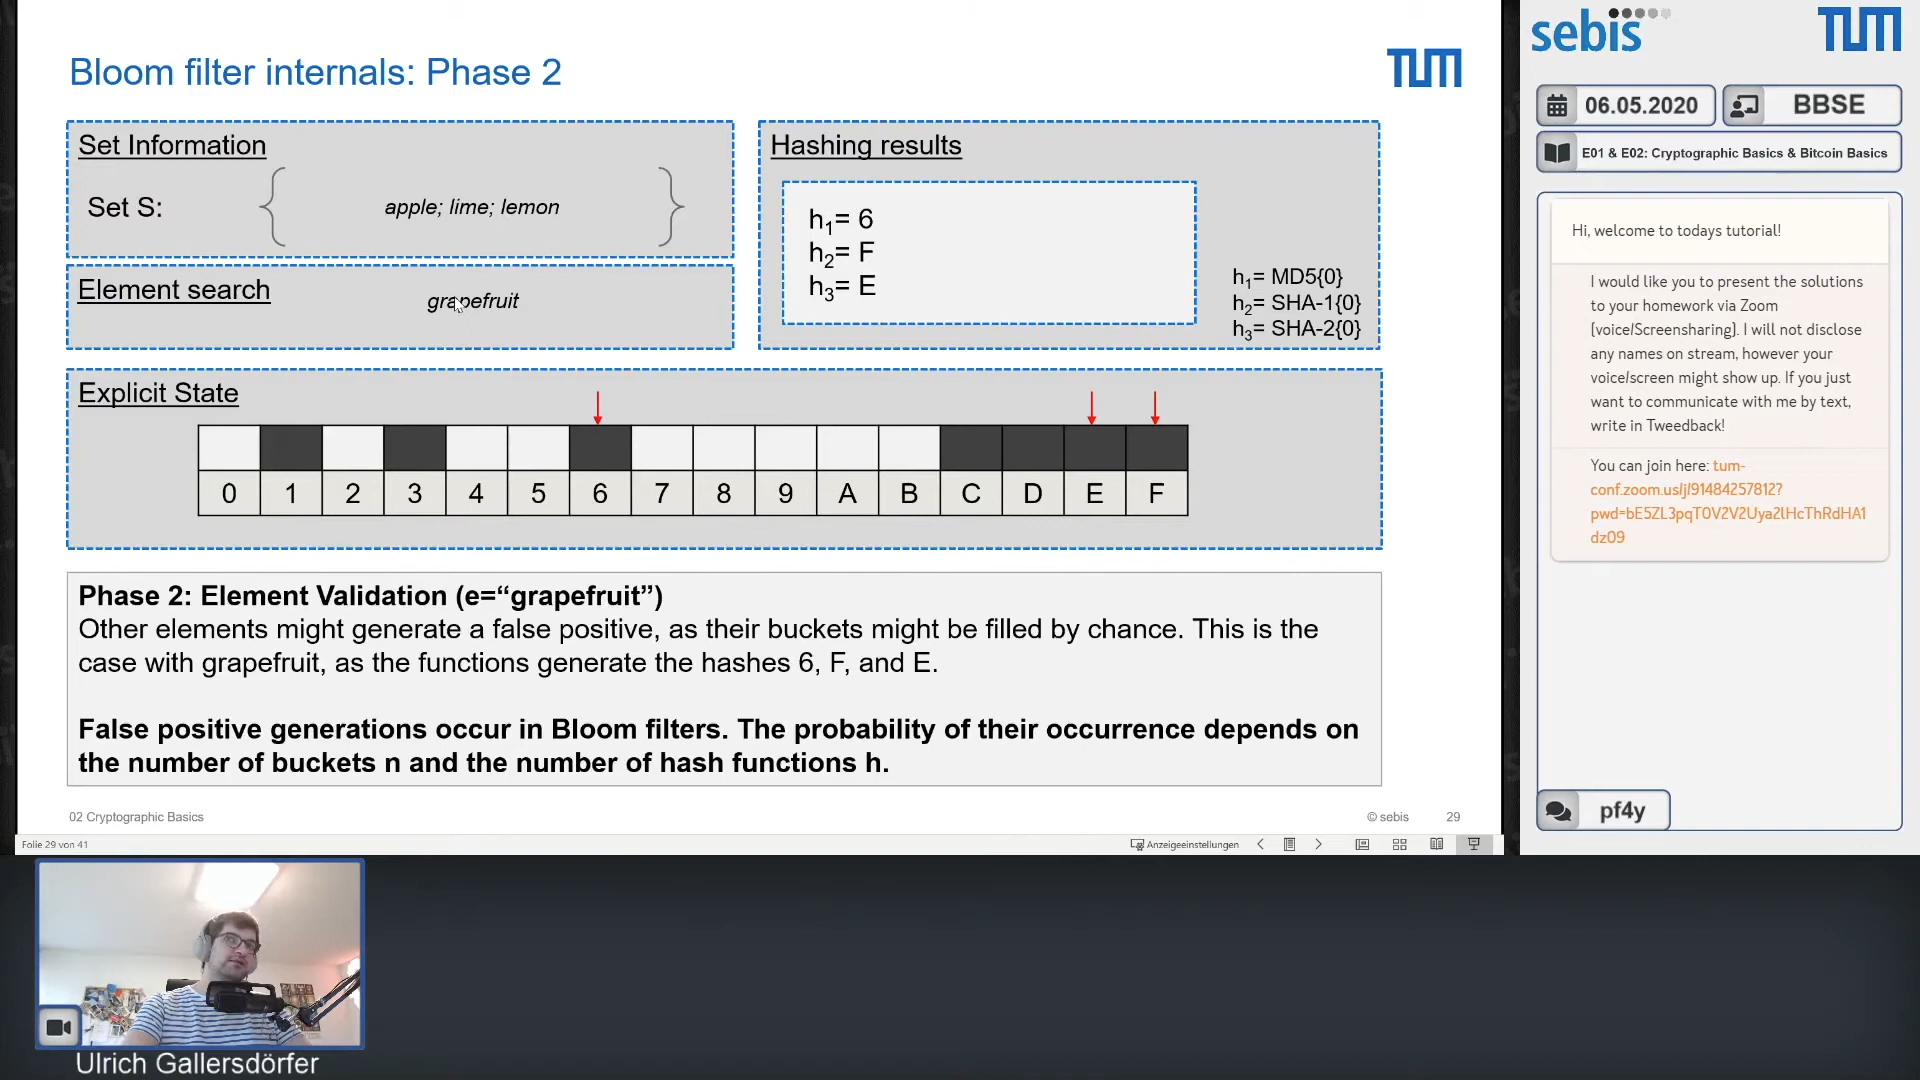 Bloom filter internals: Phase 2
TUM
Set Information
Set S:
apple; lime; lemon
Element search
grapefruit
Hashing results
h1= 6
h2= F
h3= E
h1= MD5{0}
h2= SHA-1{0}
h3= SHA-2{0}
Explicit State
0 1 2 3 4 5 6 7 8 9 A B C D E F
Phase 2: Element Validation (e=“grapefruit”)
Other elements might generate a false positive, as their buckets might be filled by chance. This is the
case with grapefruit, as the functions generate the hashes 6, F, and E.
False positive generations occur in Bloom filters. The probability of their occurrence depends on
the number of buckets n and the number of hash functions h.
02 Cryptographic Basics
© sebis
29
Folie 29 von 41
Anzeigeeinstellungen
Ulrich Gallersdörfer
sebis
TUM
06.05.2020
BBSE
E01 & E02: Cryptographic Basics & Bitcoin Basics
Hi, welcome to todays tutorial!
I would like you to present the solutions
to your homework via Zoom
(voice/Screensharing). I will not disclose
any names on stream, however your
voice/screen might show up. If you just
want to communicate with me by text,
write in Tweedback!
You can join here: tum-
conf.zoom.us/j/91484257812?
pwd=bE5ZL3pqT0V2V2Uya2lHcThRdHA1
dz09
pf4y